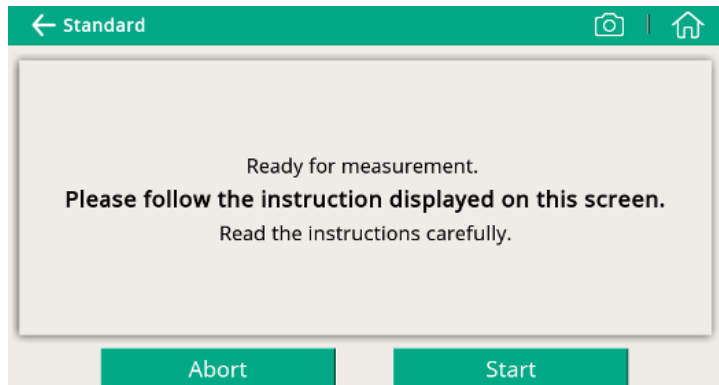 Standard
Ready for measurement.
Please follow the instruction displayed on this screen.
Read the instructions carefully.
Abort
Start